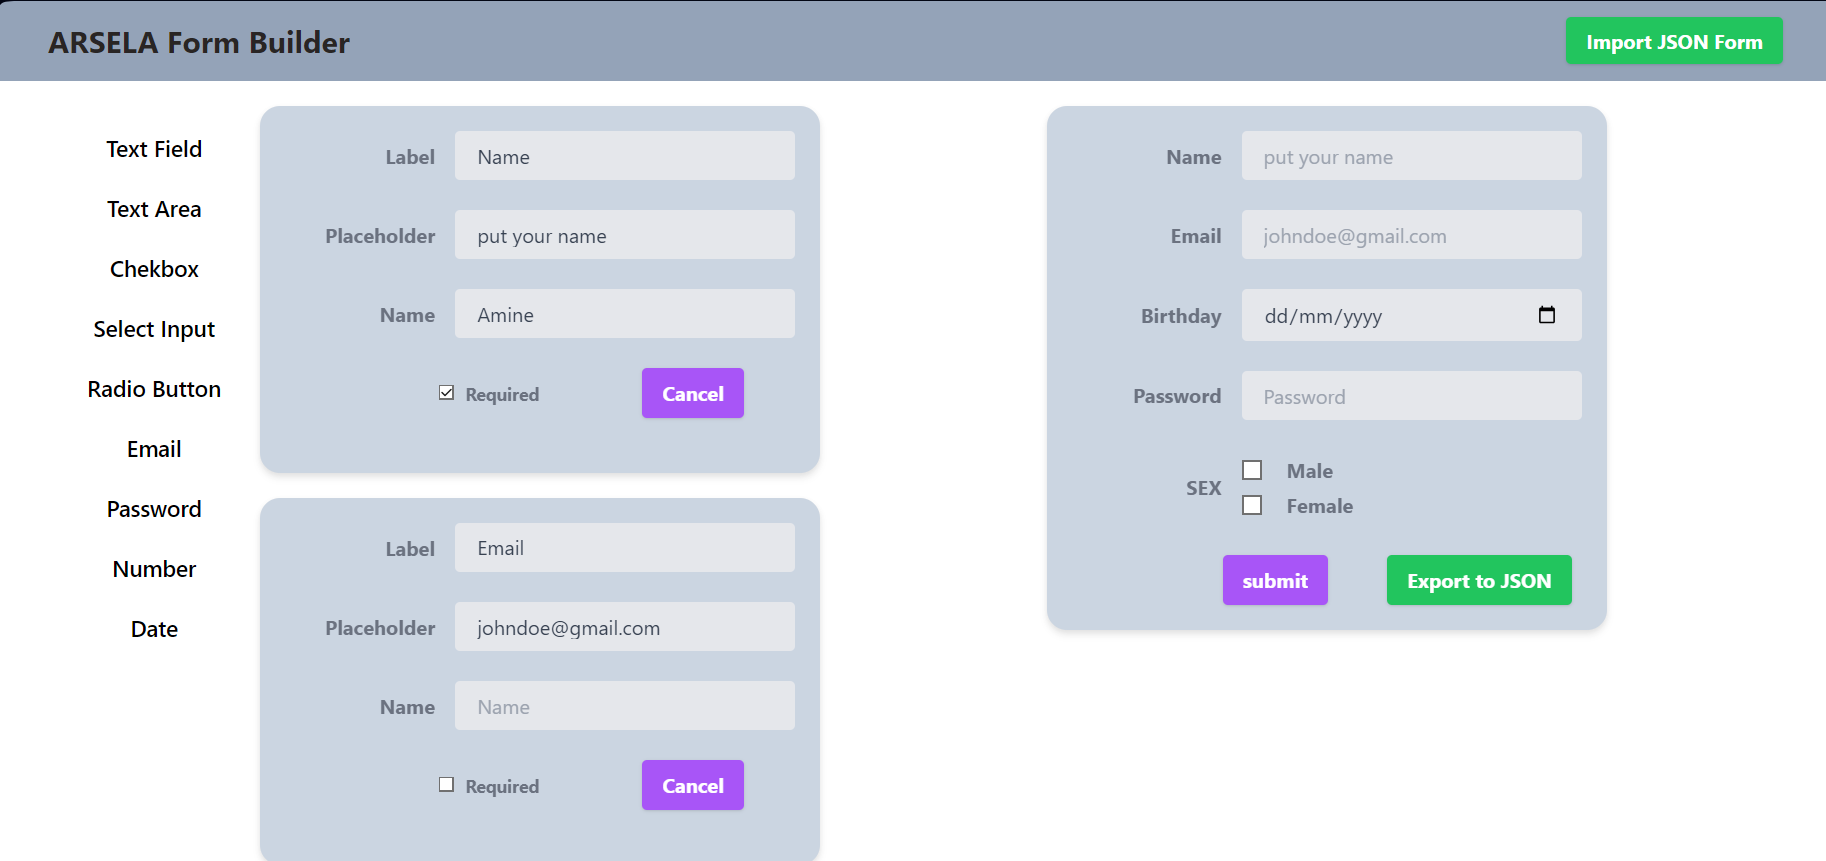 ARSELA Form Builder
Import JSON Form
Text Field
Text Area
Chekbox
Select Input
Radio Button
Email
Password
Number
Date
Label Name
Placeholder put your name
Name Amine
Required Cancel
Label Email
Placeholder johndoe@gmail.com
Name Name
Required Cancel
Name put your name
Email johndoe@gmail.com
Birthday dd/mm/yyyy
Password Password
SEX
Male
Female
submit Export to JSON